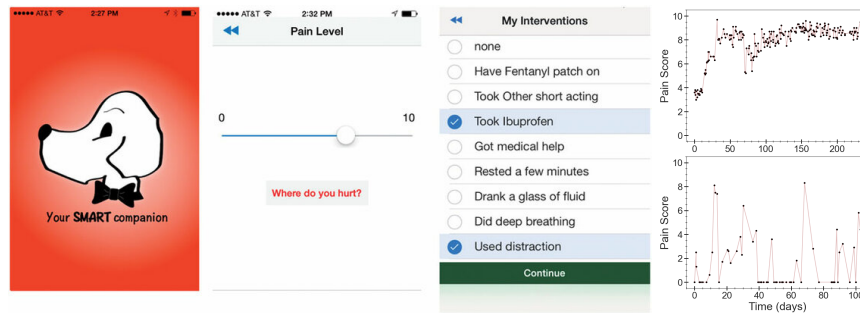 ●●●●● AT&T 2:27 PM
Your SMART companion
●●●●● AT&T 2:32 PM
Pain Level
0 10
Where do you hurt?
My Interventions
none
Have Fentanyl patch on
Took Other short acting
Took Ibuprofen
Got medical help
Rested a few minutes
Drank a glass of fluid
Did deep breathing
Used distraction
Continue
Pain Score
10
8
6
4
2
0
0 50 100 150 200
Pain Score
10
8
6
4
2
0
0 20 40 60 80
Time (days)